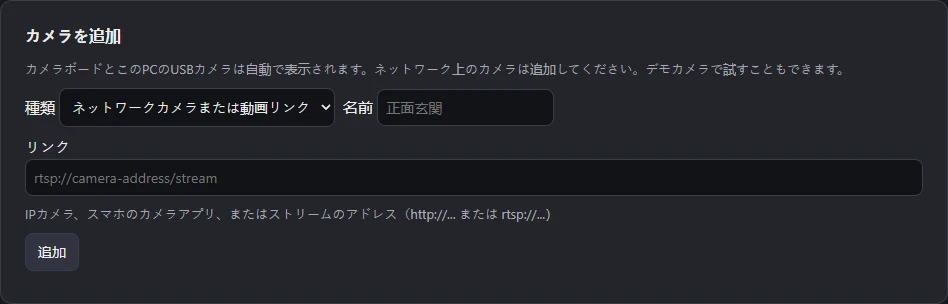 カメラを追加
カメラボードとこのPCのUSBカメラは自動で表示されます。ネットワーク上のカメラは追加してください。デモカメラで試すこともできます。
種類 ネットワークカメラまたは動画リンク 名前 正面玄関
リンク
rtsp://camera-address/stream
IPカメラ、スマホのカメラアプリ、またはストリームのアドレス（http://... または rtsp://...）
追加